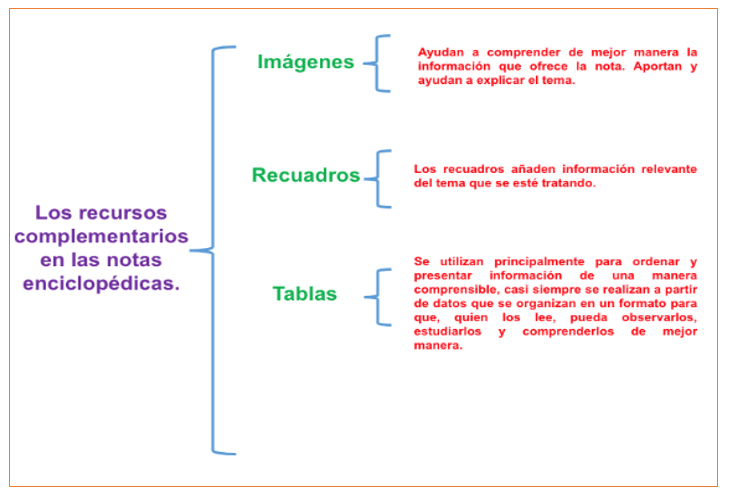 Los recursos
complementarios
en las notas
enciclopédicas.
Imágenes
Ayudan a comprender de mejor manera la
información que ofrece la nota. Aportan y
ayudan a explicar el tema.
Recuadros
Los recuadros añaden información relevante
del tema que se esté tratando.
Tablas
Se utilizan principalmente para ordenar y
presentar información de una manera
comprensible, casi siempre se realizan a partir
de datos que se organizan en un formato para
que, quien los lee, pueda observarlos,
estudiarlos y comprenderlos de mejor
manera.